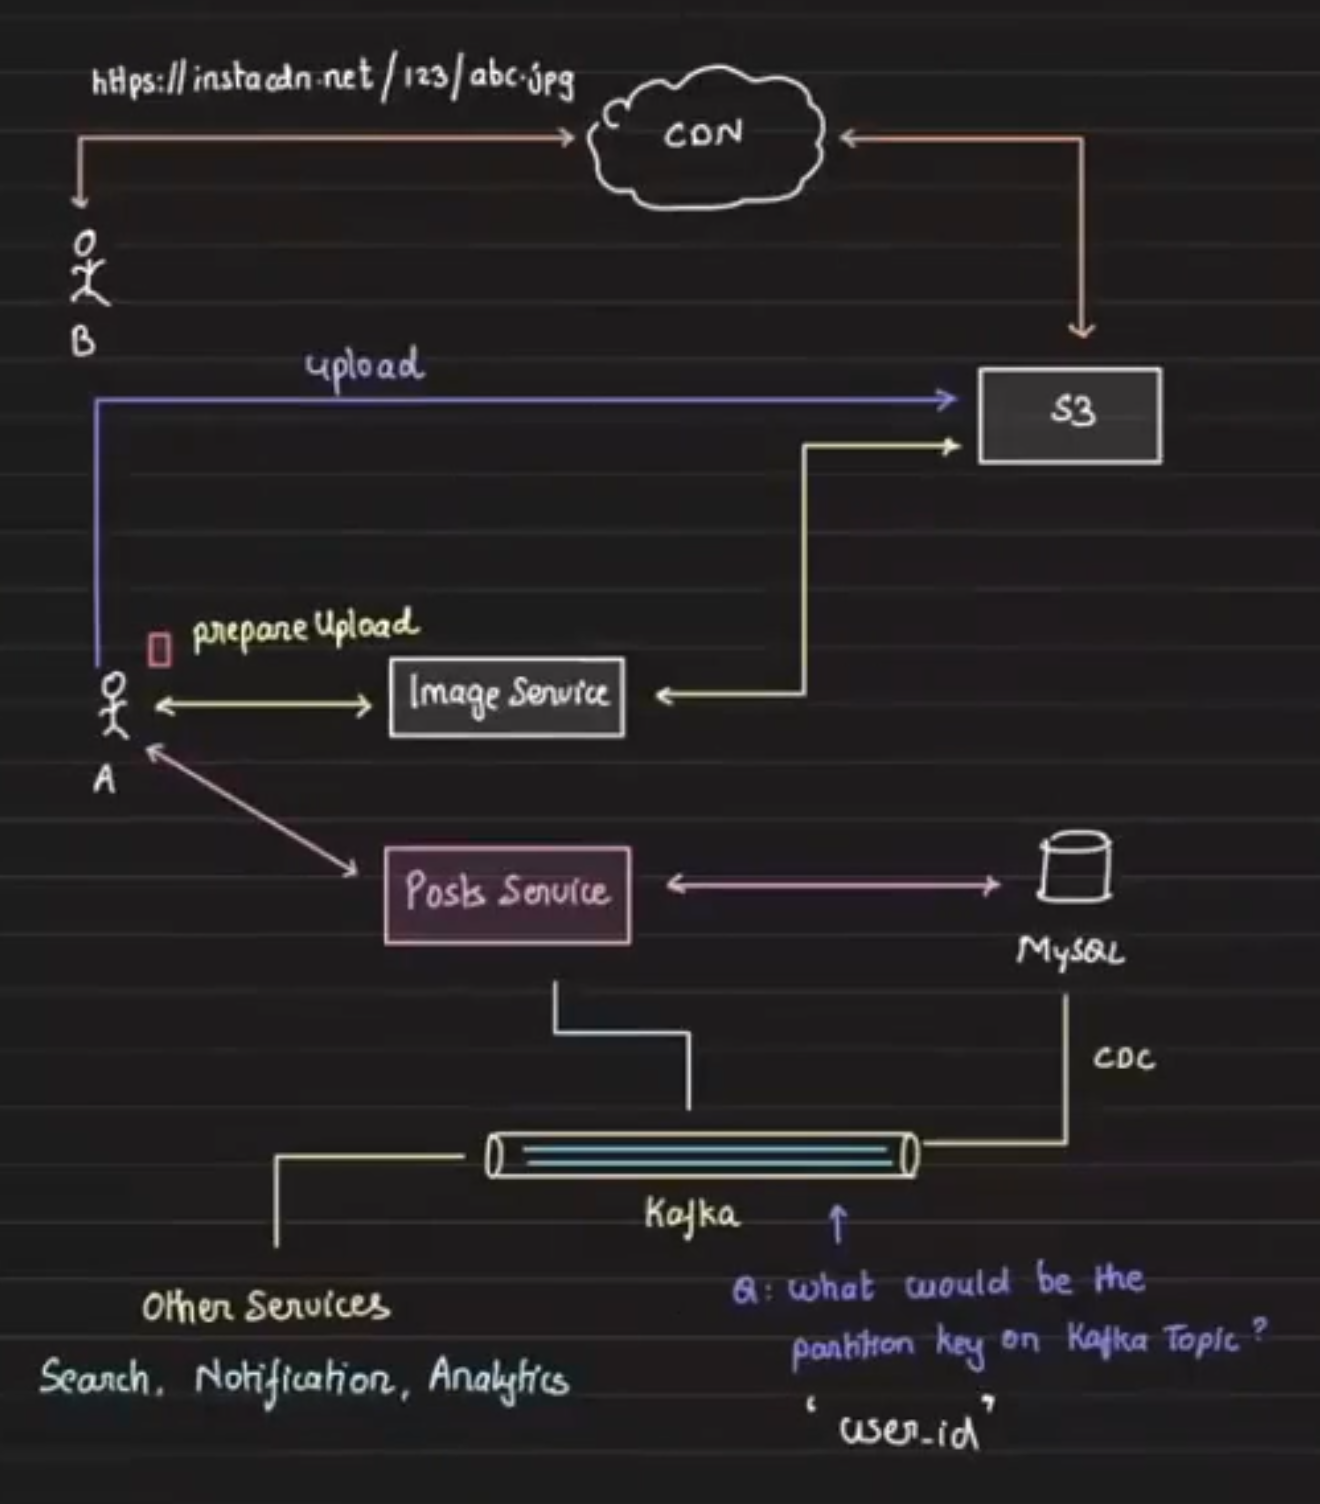 https://instacdn.net/123/abc.jpg
CDN
B
upload
S3
prepare Upload
Image Service
A
Posts Service
MySQL
CDC
Kafka
Q: what would be the
partition key on Kafka Topic?
'user_id'
Other Services
Search, Notification, Analytics